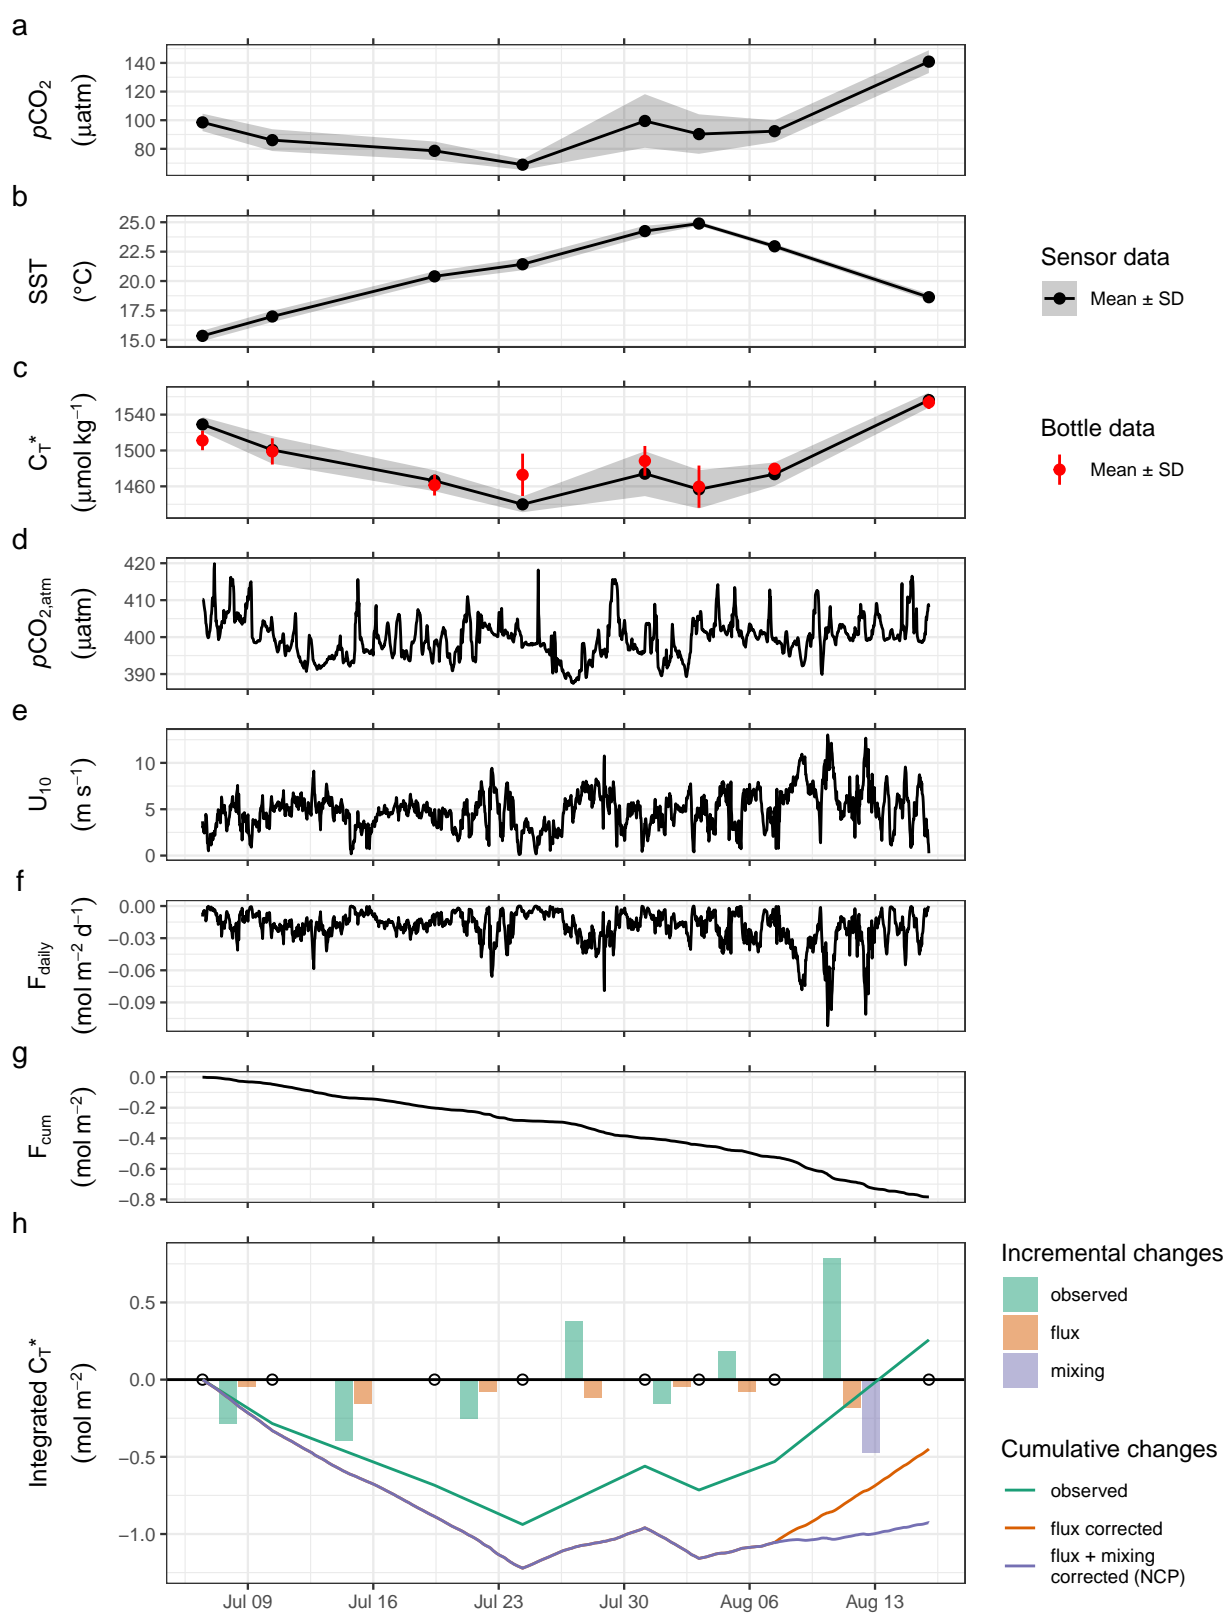 a
pCO₂
(µatm)
140
120
100
80
b
SST
(°C)
25.0
22.5
20.0
17.5
15.0
Sensor data
Mean ± SD
c
C_T*
(µmol kg⁻¹)
1540
1500
1460
Bottle data
Mean ± SD
d
pCO₂,atm
(µatm)
420
410
400
390
e
U₁₀
(m s⁻¹)
10
5
0
f
F_daily
(mol m⁻² d⁻¹)
0.00
−0.03
−0.06
−0.09
g
F_cum
(mol m⁻²)
0.0
−0.2
−0.4
−0.6
−0.8
h
Integrated C_T*
(mol m⁻²)
0.5
0.0
−0.5
−1.0
Jul 09
Jul 16
Jul 23
Jul 30
Aug 06
Aug 13
Incremental changes
observed
flux
mixing
Cumulative changes
observed
flux corrected
flux + mixing
corrected (NCP)